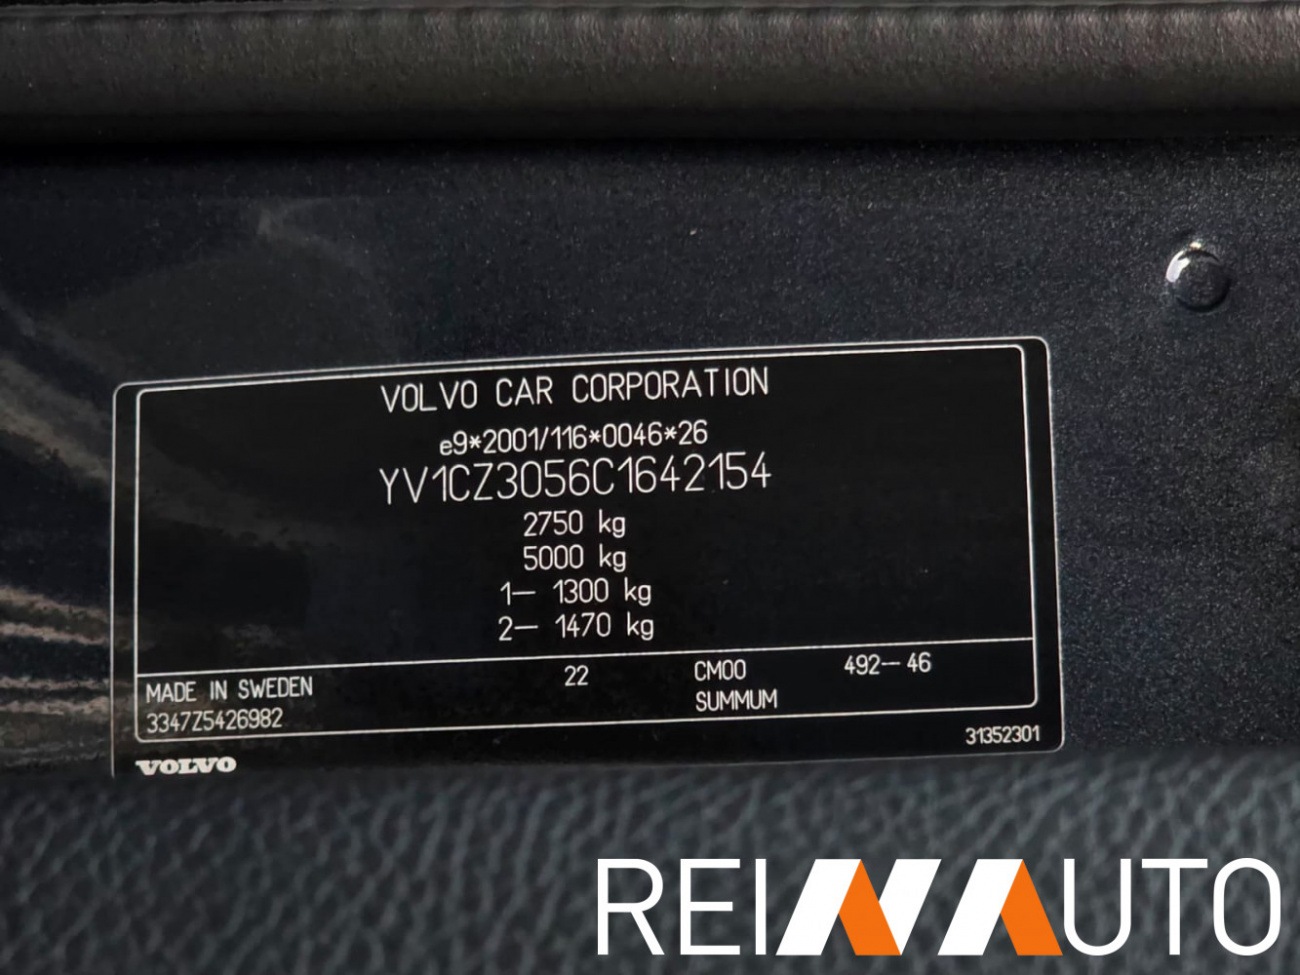 VOLVO CAR CORPORATION
e9*2001/116*0046*26
YV1CZ3056C1642154
2750 kg
5000 kg
1- 1300 kg
2- 1470 kg
MADE IN SWEDEN 22 CM00 492-46
3347Z5426982 SUMMUM
31352301
VOLVO
REINAUTO